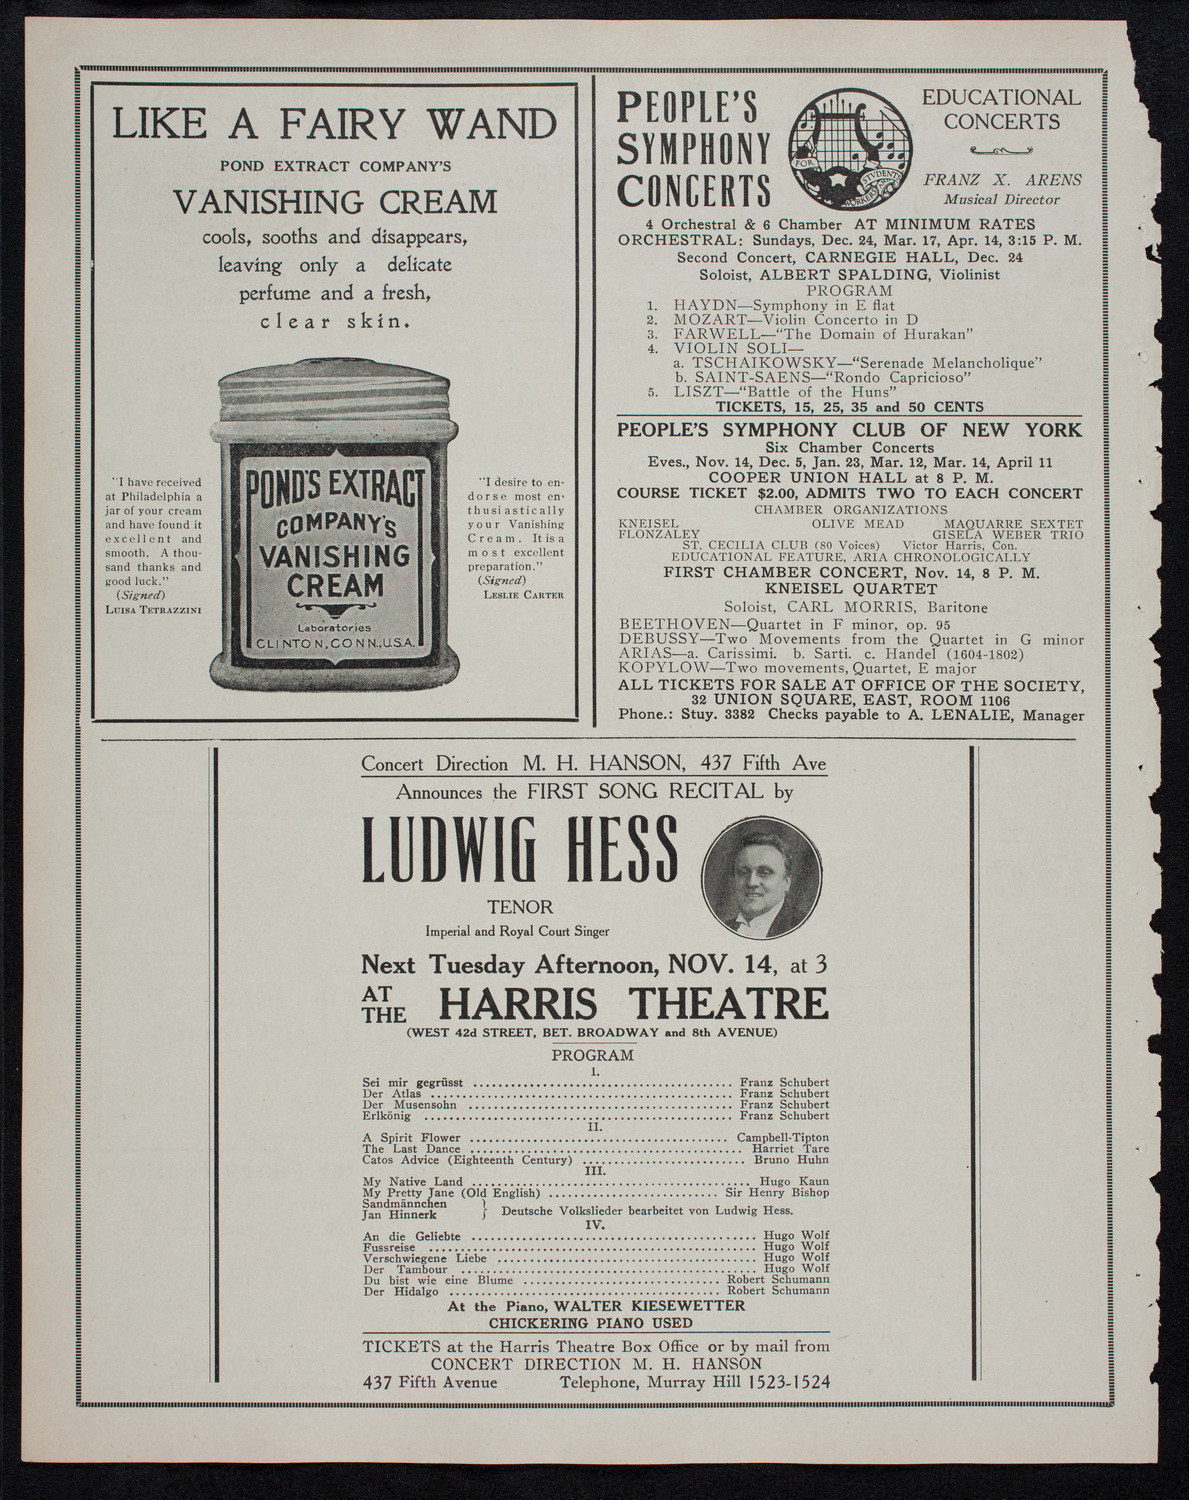 LIKE A FAIRY WAND
POND EXTRACT COMPANY'S
VANISHING CREAM
cools, sooths and disappears,
leaving only a delicate
perfume and a fresh,
clear skin.
"I have received
at Philadelphia a
jar of your cream
and have found it
excellent and
smooth. A thou-
sand thanks and
good luck."
(Signed)
LUISA TETRAZZINI
POND'S EXTRACT
COMPANY'S
VANISHING
CREAM
Laboratories
CLINTON, CONN., U.S.A.
"I desire to en-
dorse most en-
thusiastically
your Vanishing
Cream. It is a
most excellent
preparation."
(Signed)
LESLIE CARTER
PEOPLE'S
SYMPHONY
CONCERTS
FOR
STVDENTS
WORKERS
EDUCATIONAL
CONCERTS
FRANZ X. ARENS
Musical Director
4 Orchestral & 6 Chamber AT MINIMUM RATES
ORCHESTRAL: Sundays, Dec. 24, Mar. 17, Apr. 14, 3:15 P. M.
Second Concert, CARNEGIE HALL, Dec. 24
Soloist, ALBERT SPALDING, Violinist
PROGRAM
1. HAYDN—Symphony in E flat
2. MOZART—Violin Concerto in D
3. FARWELL—"The Domain of Hurakan"
4. VIOLIN SOLI—
a. TSCHAIKOWSKY—"Serenade Melancholique"
b. SAINT-SAENS—"Rondo Capricioso"
5. LISZT—"Battle of the Huns"
TICKETS, 15, 25, 35 and 50 CENTS
PEOPLE'S SYMPHONY CLUB OF NEW YORK
Six Chamber Concerts
Eves., Nov. 14, Dec. 5, Jan. 23, Mar. 12, Mar. 14, April 11
COOPER UNION HALL at 8 P. M.
COURSE TICKET $2.00, ADMITS TWO TO EACH CONCERT
CHAMBER ORGANIZATIONS
KNEISEL OLIVE MEAD MAQUARRE SEXTET
FLONZALEY GISELA WEBER TRIO
ST. CECILIA CLUB (80 Voices) Victor Harris, Con.
EDUCATIONAL FEATURE, ARIA CHRONOLOGICALLY
FIRST CHAMBER CONCERT, Nov. 14, 8 P. M.
KNEISEL QUARTET
Soloist, CARL MORRIS, Baritone
BEETHOVEN—Quartet in F minor, op. 95
DEBUSSY—Two Movements from the Quartet in G minor
ARIAS—a. Carissimi. b. Sarti. c. Handel (1604-1802)
KOPYLOW—Two movements, Quartet, E major
ALL TICKETS FOR SALE AT OFFICE OF THE SOCIETY,
32 UNION SQUARE, EAST, ROOM 1106
Phone.: Stuy. 3382 Checks payable to A. LENALIE, Manager
Concert Direction M. H. HANSON, 437 Fifth Ave
Announces the FIRST SONG RECITAL by
LUDWIG HESS
TENOR
Imperial and Royal Court Singer
Next Tuesday Afternoon, NOV. 14, at 3
AT THE HARRIS THEATRE
(WEST 42d STREET, BET. BROADWAY and 8th AVENUE)
PROGRAM
I.
Sei mir gegrüsst ........ Franz Schubert
Der Atlas ........ Franz Schubert
Der Musensohn ........ Franz Schubert
Erlkönig ........ Franz Schubert
II.
A Spirit Flower ........ Campbell-Tipton
The Last Dance ........ Harriet Tare
Catos Advice (Eighteenth Century) ........ Bruno Huhn
III.
My Native Land ........ Hugo Kaun
My Pretty Jane (Old English) ........ Sir Henry Bishop
Sandmännchen
Jan Hinnerk } Deutsche Volkslieder bearbeitet von Ludwig Hess.
IV.
An die Geliebte ........ Hugo Wolf
Fussreise ........ Hugo Wolf
Verschwiegene Liebe ........ Hugo Wolf
Der Tambour ........ Hugo Wolf
Du bist wie eine Blume ........ Robert Schumann
Der Hidalgo ........ Robert Schumann
At the Piano, WALTER KIESEWETTER
CHICKERING PIANO USED
TICKETS at the Harris Theatre Box Office or by mail from
CONCERT DIRECTION M. H. HANSON
437 Fifth Avenue Telephone, Murray Hill 1523-1524